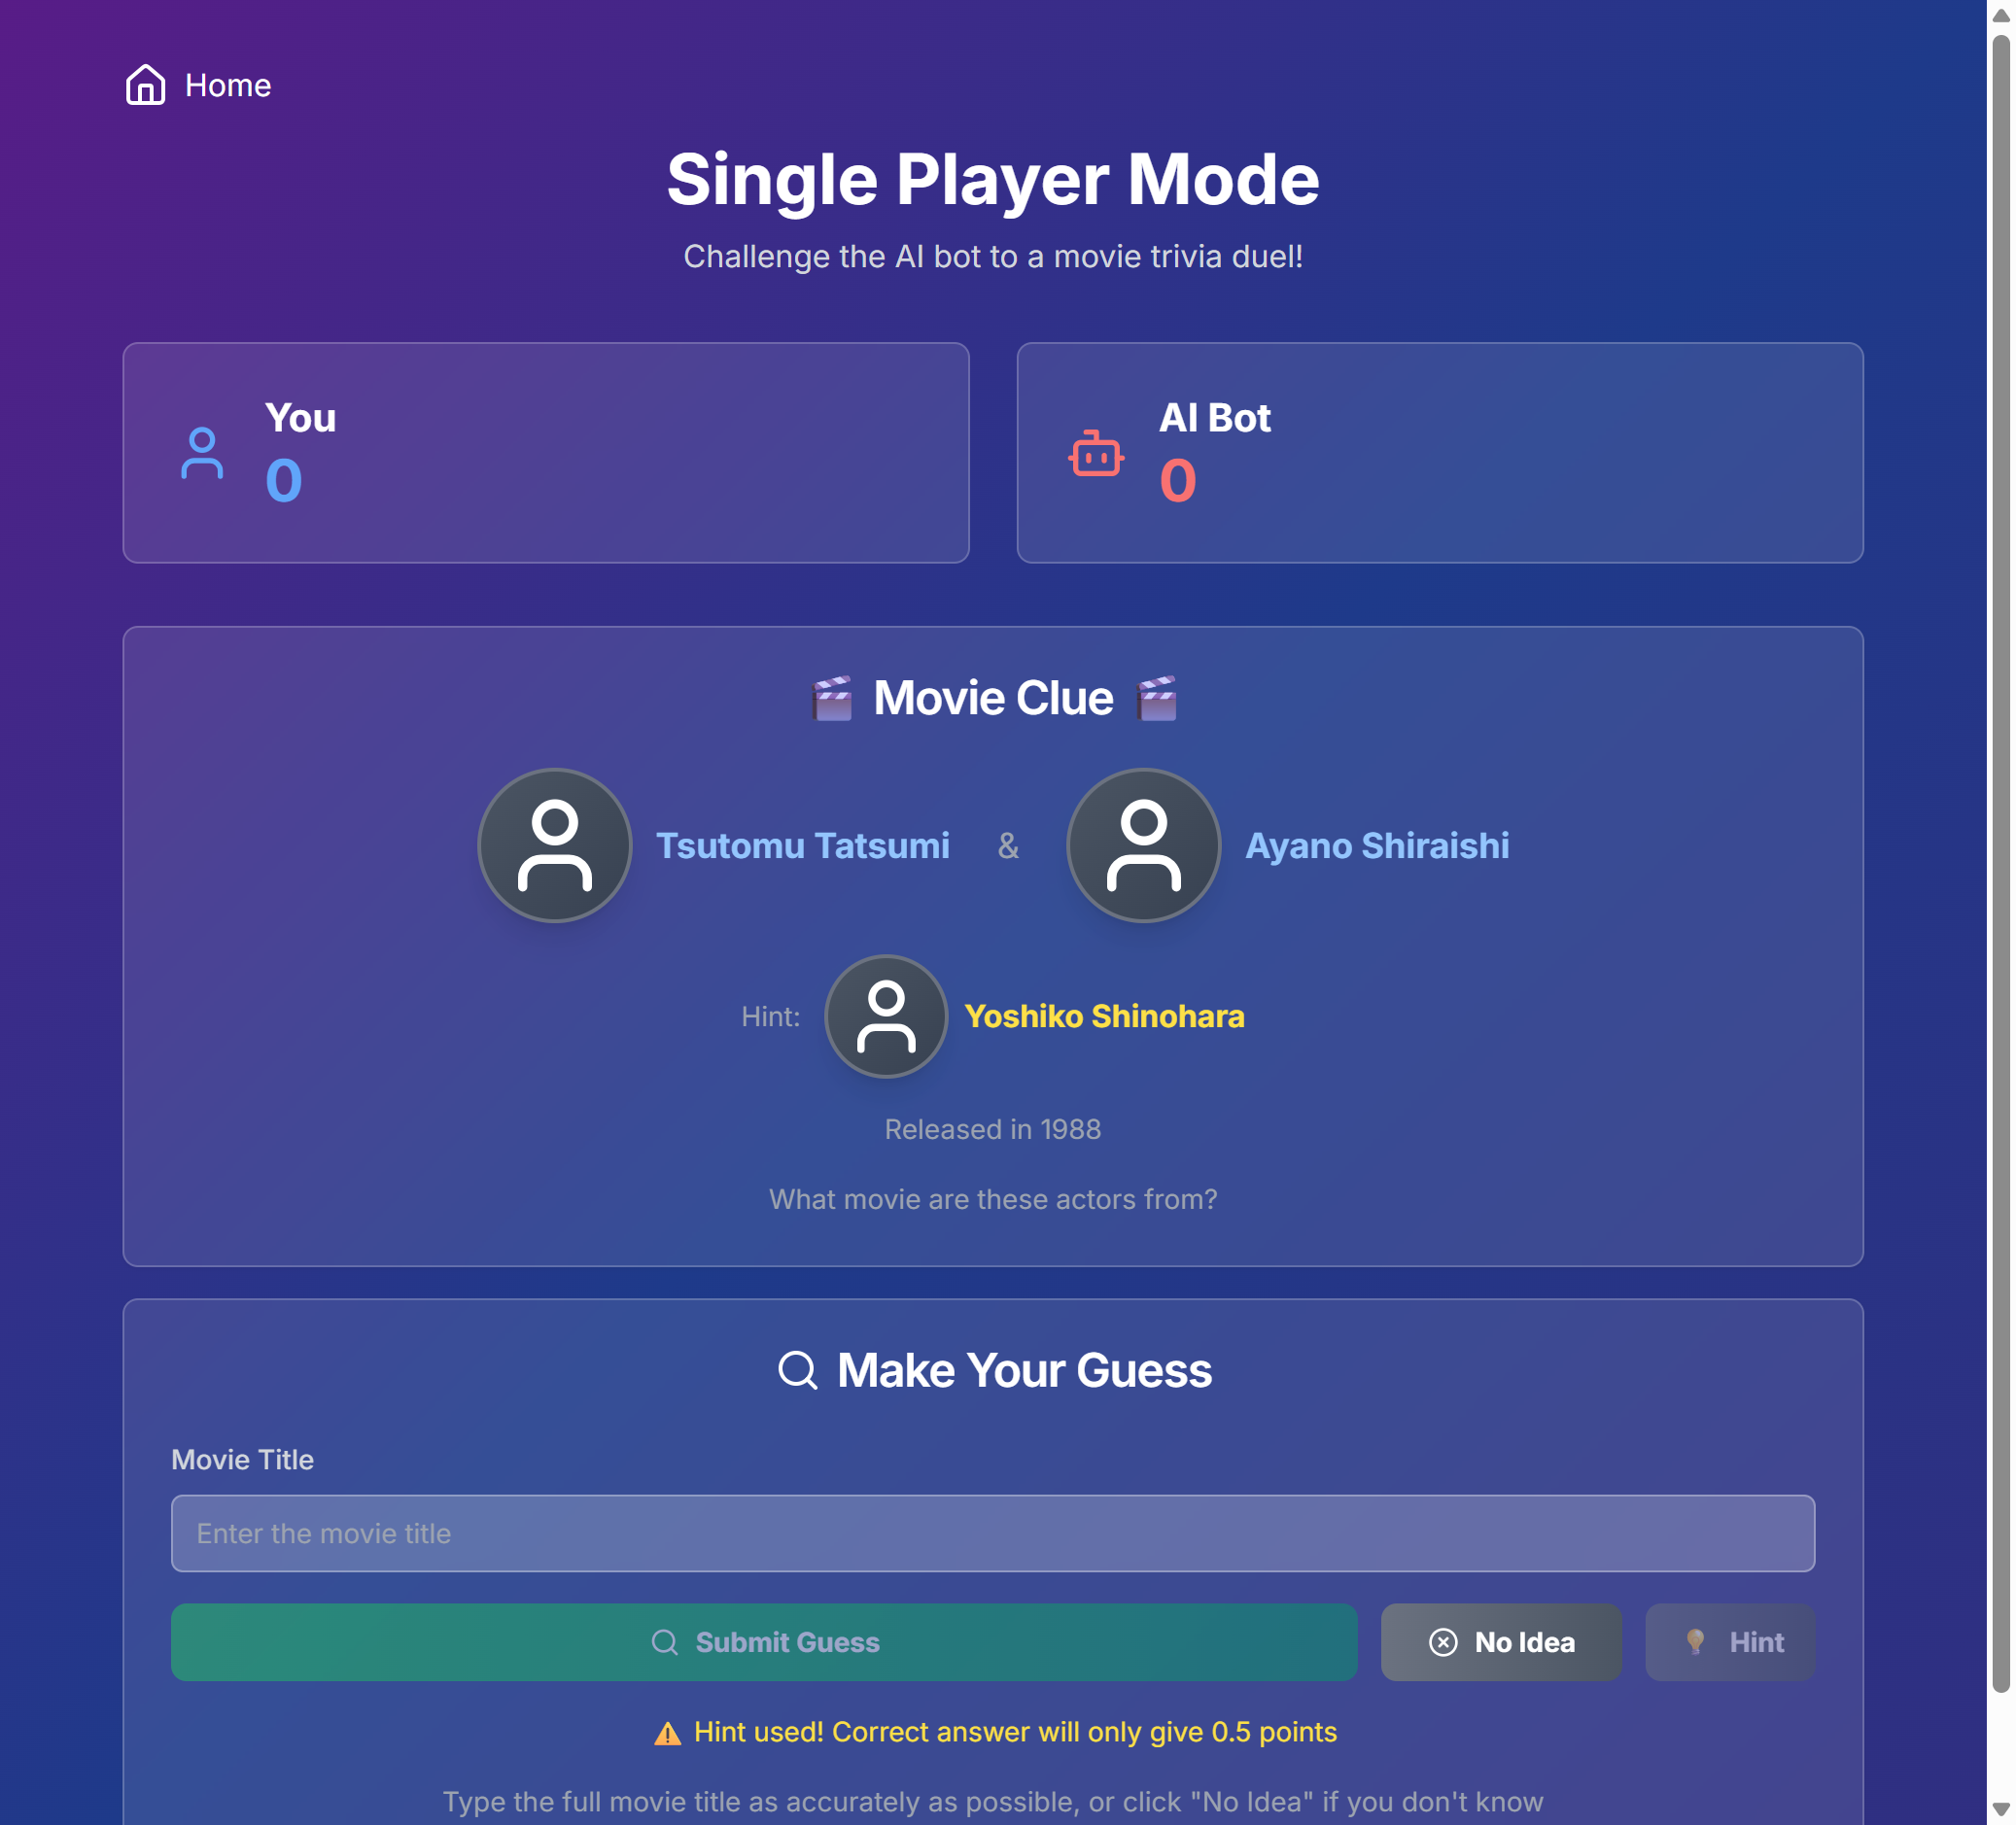 Home
Single Player Mode
Challenge the AI bot to a movie trivia duel!
You
0
AI Bot
0
🎬 Movie Clue 🎬
Tsutomu Tatsumi & Ayano Shiraishi
Hint: Yoshiko Shinohara
Released in 1988
What movie are these actors from?
Make Your Guess
Movie Title
Enter the movie title
Submit Guess
No Idea
💡 Hint
⚠️ Hint used! Correct answer will only give 0.5 points
Type the full movie title as accurately as possible, or click "No Idea" if you don't know